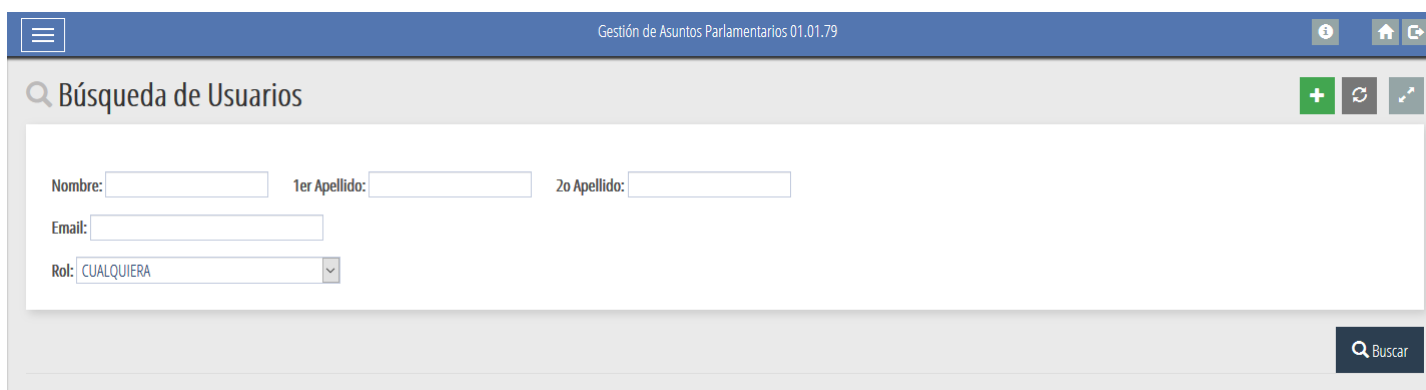 Gestión de Asuntos Parlamentarios 01.01.79
Búsqueda de Usuarios
Nombre: 1er Apellido: 2o Apellido:
Email:
Rol: CUALQUIERA
Buscar